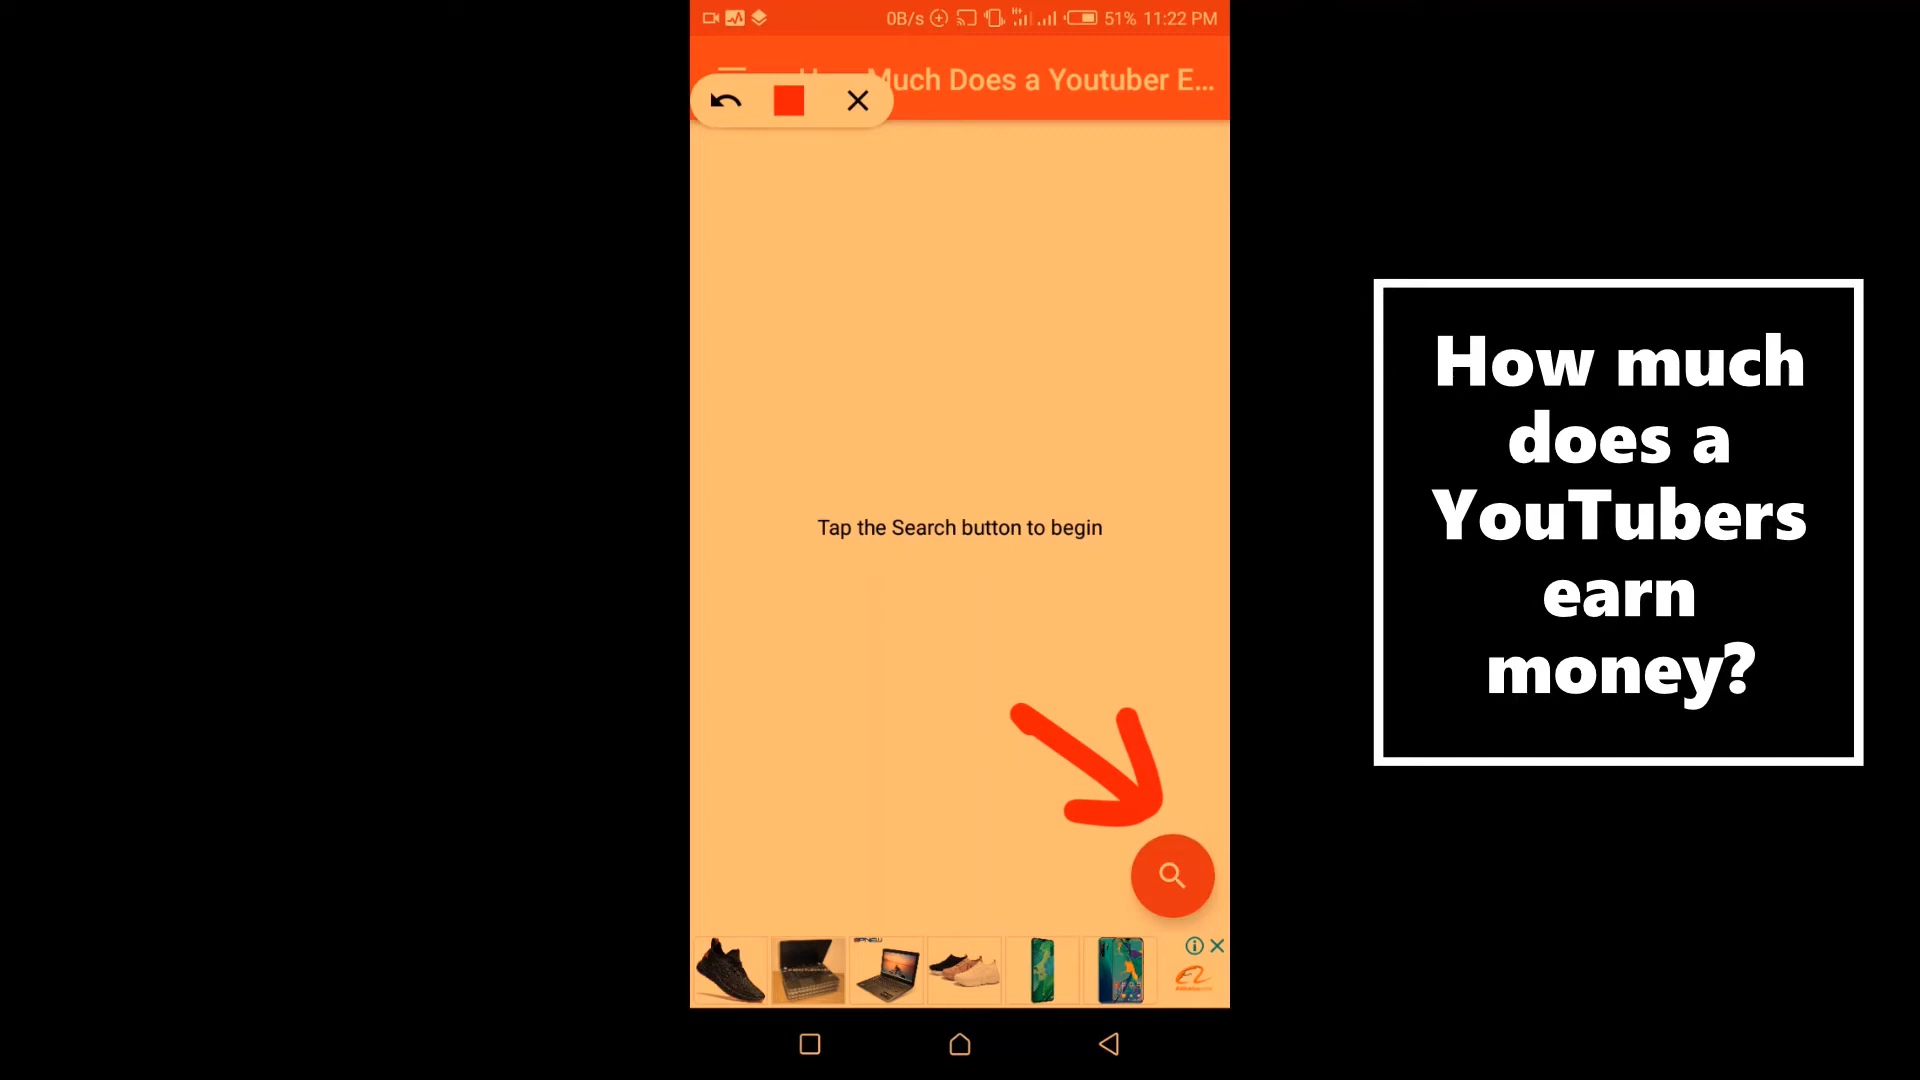 0B/s 51% 11:22 PM
Much Does a Youtuber E...
Tap the Search button to begin
How much
does a
YouTubers
earn
money?